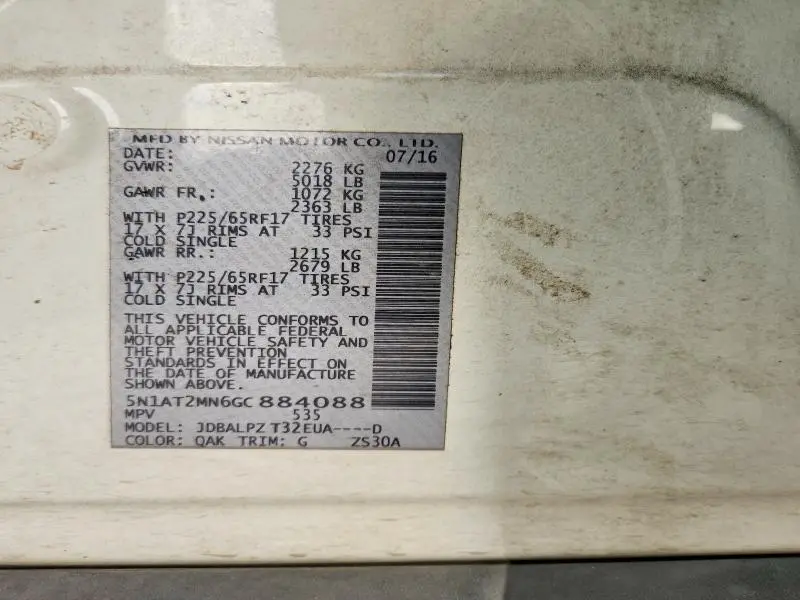 MFD BY NISSAN MOTOR CO., LTD.
DATE: 07/16
GVWR: 2276 KG
5018 LB
GAWR FR.: 1072 KG
2363 LB
WITH P225/65RF17 TIRES
17 X 7J RIMS AT 33 PSI
COLD SINGLE
GAWR RR.: 1215 KG
2679 LB
WITH P225/65RF17 TIRES
17 X 7J RIMS AT 33 PSI
COLD SINGLE
THIS VEHICLE CONFORMS TO
ALL APPLICABLE FEDERAL
MOTOR VEHICLE SAFETY AND
THEFT PREVENTION
STANDARDS IN EFFECT ON
THE DATE OF MANUFACTURE
SHOWN ABOVE.
5N1AT2MN6GC884088
MPV 535
MODEL: JDBALPZ T32EUA----D
COLOR: QAK TRIM: G ZS30A